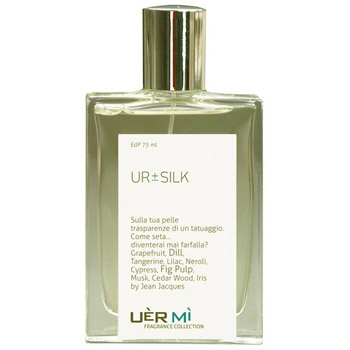 EdP 75 ml
UR±SILK
Sulla tua pelle
trasparenze di un tatuaggio.
Come seta...
diventerai mai farfalla?
Grapefruit, Dill,
Tangerine, Lilac, Neroli,
Cypress, Fig Pulp,
Musk, Cedar Wood, Iris
by Jean Jacques
UÈR MÌ
FRAGRANCE COLLECTION